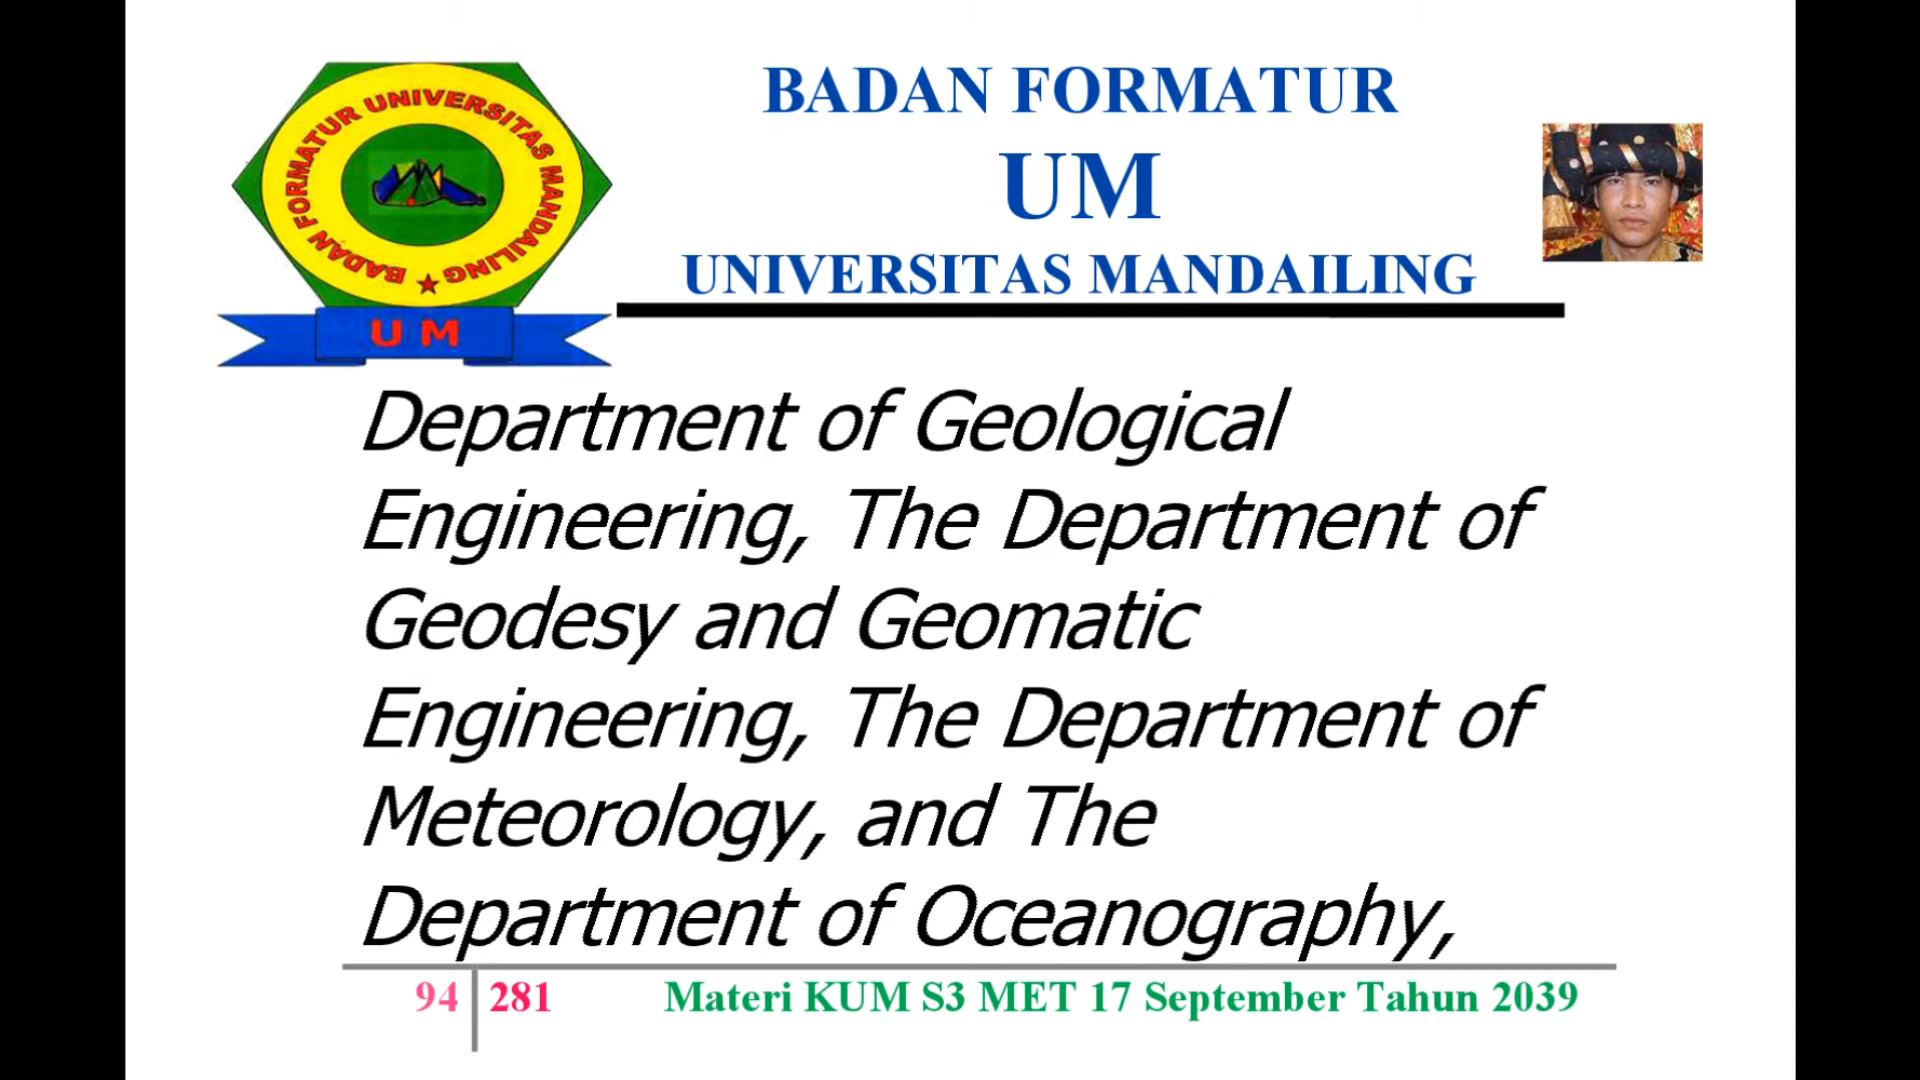 BADAN FORMATUR UNIVERSITAS MANDAILING
U M
BADAN FORMATUR
UM
UNIVERSITAS MANDAILING
Department of Geological
Engineering, The Department of
Geodesy and Geomatic
Engineering, The Department of
Meteorology, and The
Department of Oceanography,
94 281 Materi KUM S3 MET 17 September Tahun 2039